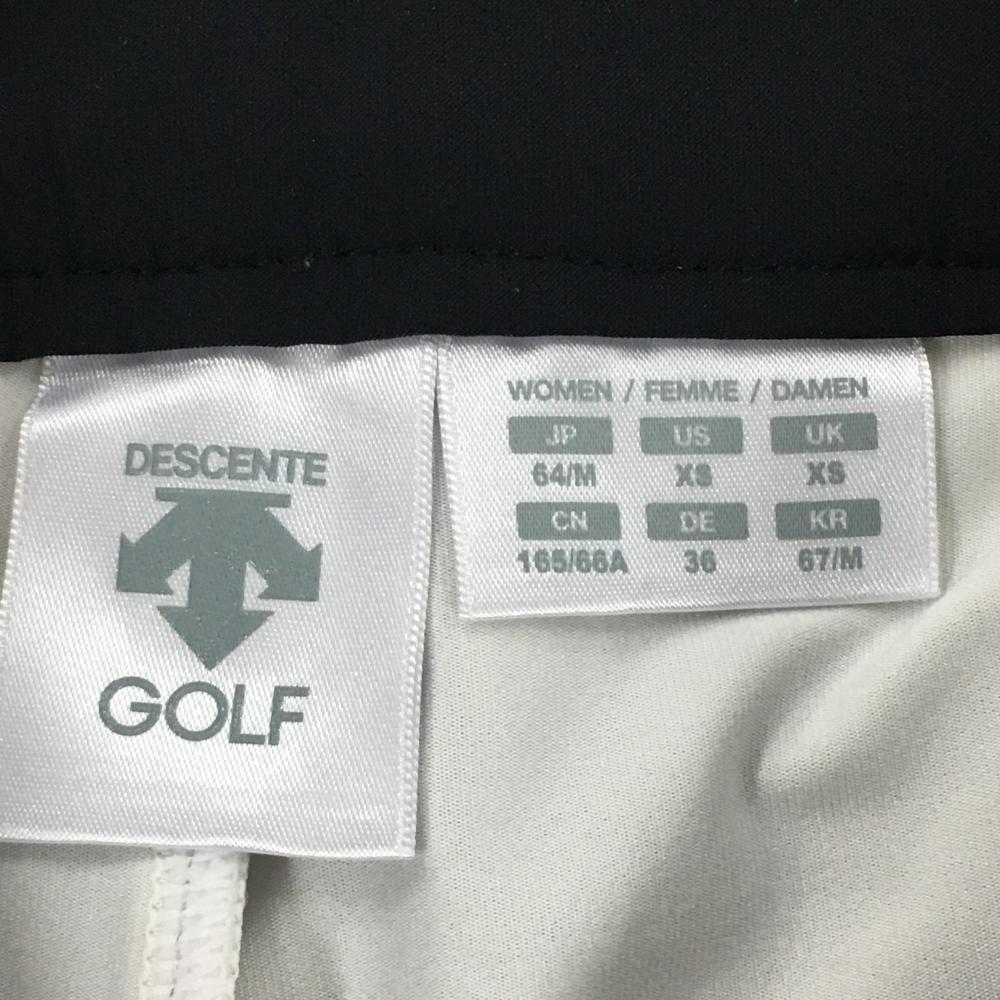 DESCENTE
GOLF
WOMEN / FEMME / DAMEN
JP US UK
64/M XS XS
CN DE KR
165/66A 36 67/M